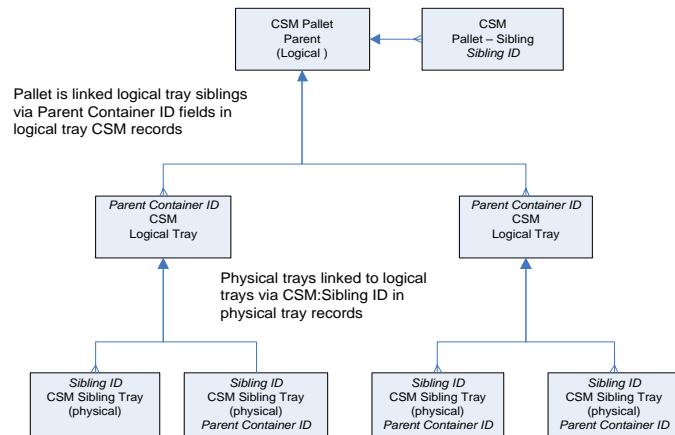 CSM Pallet
Parent
(Logical )
CSM
Pallet – Sibling
Sibling ID
Pallet is linked logical tray siblings
via Parent Container ID fields in
logical tray CSM records
Parent Container ID
CSM
Logical Tray
Parent Container ID
CSM
Logical Tray
Physical trays linked to logical
trays via CSM:Sibling ID in
physical tray records
Sibling ID
CSM Sibling Tray
(physical)
Sibling ID
CSM Sibling Tray
(physical)
Parent Container ID
Sibling ID
CSM Sibling Tray
(physical)
Parent Container ID
Sibling ID
CSM Sibling Tray
(physical)
Parent Container ID